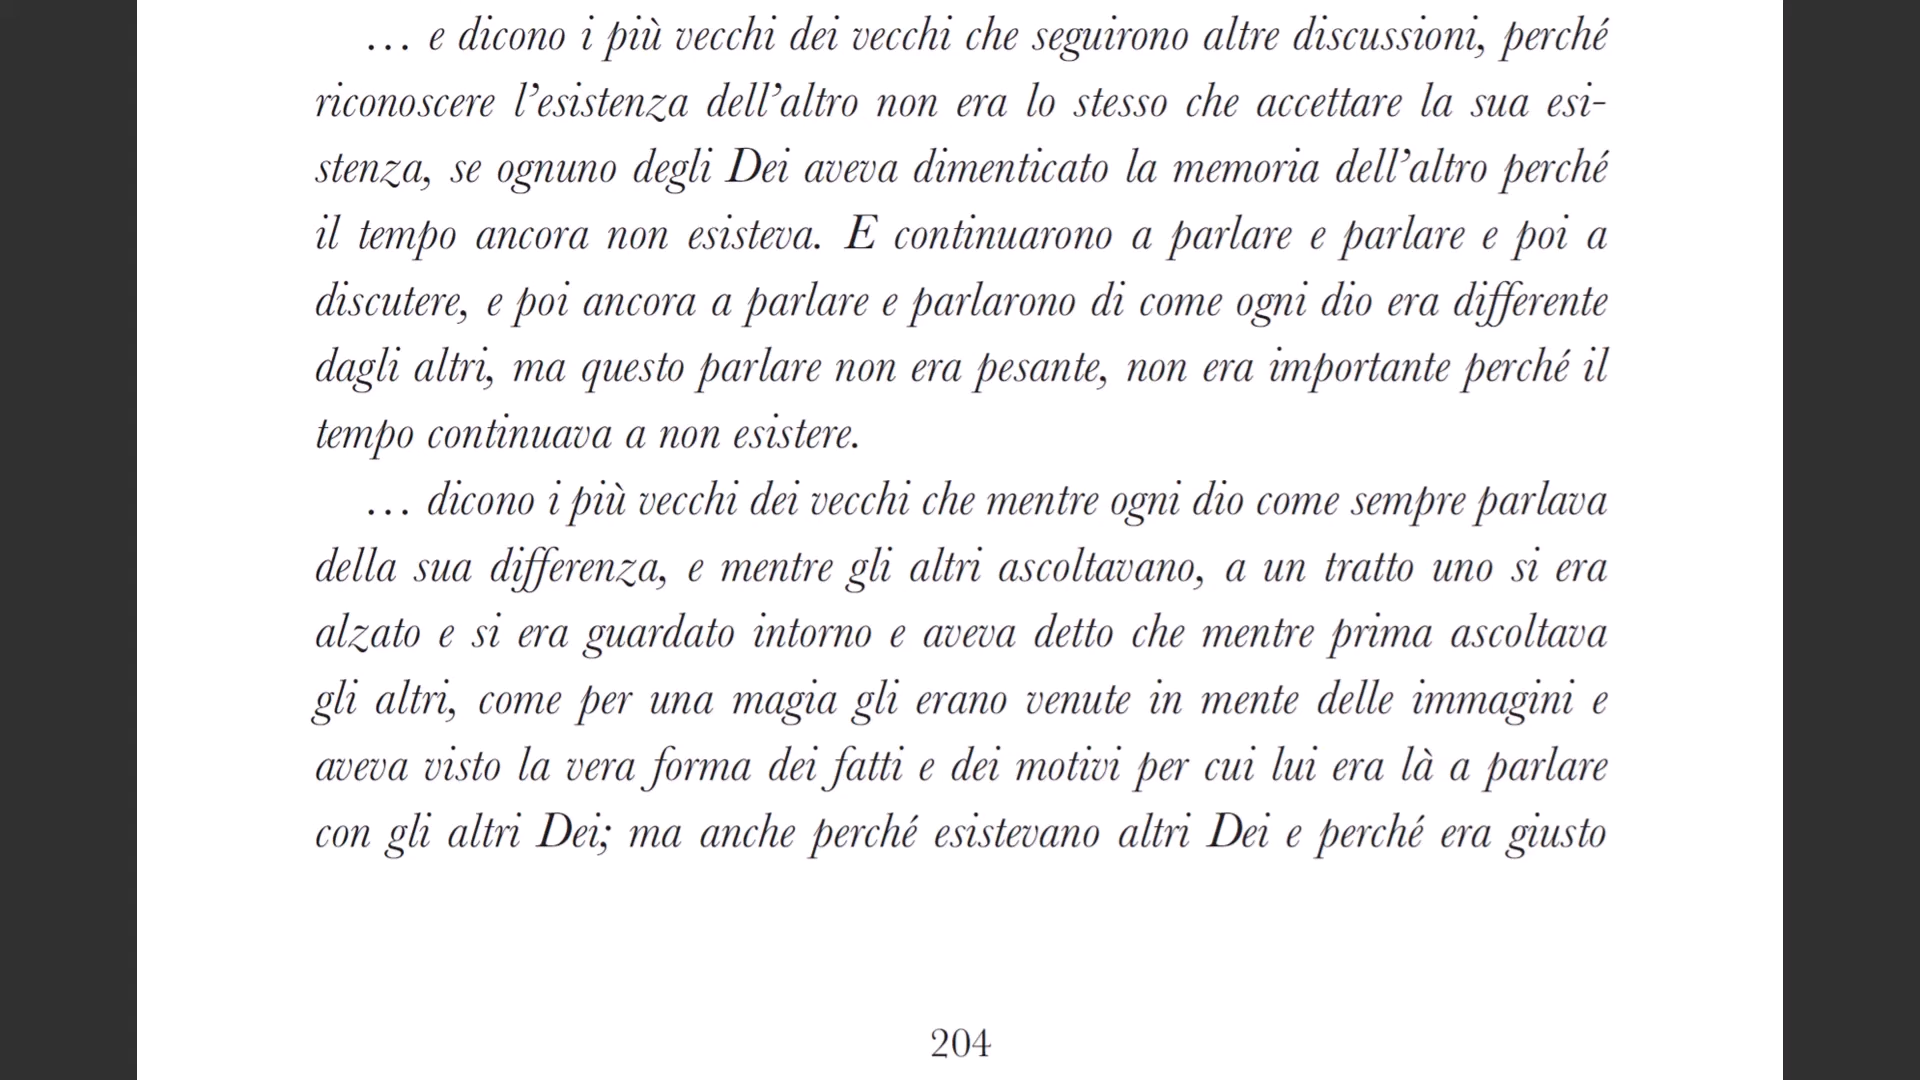 … e dicono i più vecchi dei vecchi che seguirono altre discussioni, perché
riconoscere l’esistenza dell’altro non era lo stesso che accettare la sua esi-
stenza, se ognuno degli Dei aveva dimenticato la memoria dell’altro perché
il tempo ancora non esisteva. E continuarono a parlare e parlare e poi a
discutere, e poi ancora a parlare e parlarono di come ogni dio era differente
dagli altri, ma questo parlare non era pesante, non era importante perché il
tempo continuava a non esistere.
… dicono i più vecchi dei vecchi che mentre ogni dio come sempre parlava
della sua differenza, e mentre gli altri ascoltavano, a un tratto uno si era
alzato e si era guardato intorno e aveva detto che mentre prima ascoltava
gli altri, come per una magia gli erano venute in mente delle immagini e
aveva visto la vera forma dei fatti e dei motivi per cui lui era là a parlare
con gli altri Dei; ma anche perché esistevano altri Dei e perché era giusto
204